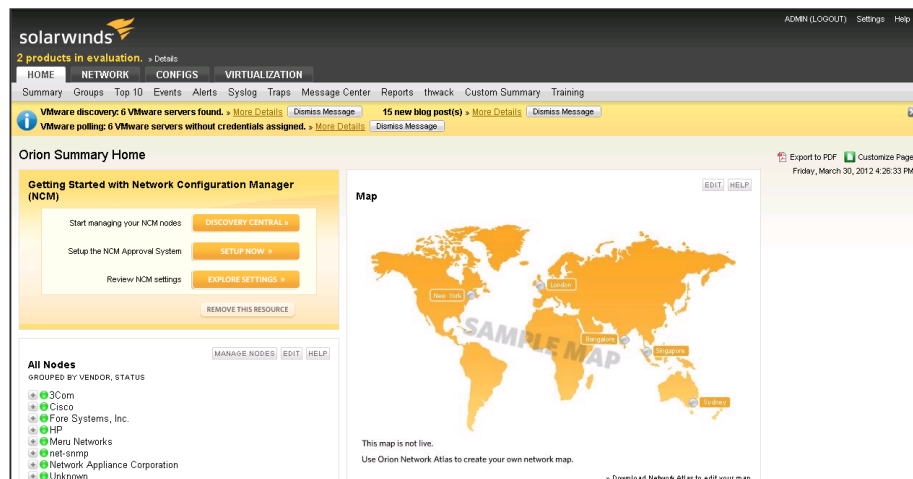 ADMIN (LOGOUT) Settings Help
solarwinds
2 products in evaluation. » Details
HOME NETWORK CONFIGS VIRTUALIZATION
Summary Groups Top 10 Events Alerts Syslog Traps Message Center Reports thwack Custom Summary Training
VMware discovery: 6 VMware servers found. » More Details Dismiss Message 15 new blog post(s) » More Details Dismiss Message
VMware polling: 6 VMware servers without credentials assigned. » More Details Dismiss Message
Orion Summary Home
Export to PDF Customize Page
Friday, March 30, 2012 4:26:33 PM
Getting Started with Network Configuration Manager
(NCM)
Start managing your NCM nodes DISCOVERY CENTRAL »
Setup the NCM Approval System SETUP NOW »
Review NCM settings EXPLORE SETTINGS »
REMOVE THIS RESOURCE
MANAGE NODES EDIT HELP
All Nodes
GROUPED BY VENDOR, STATUS
3Com
Cisco
Fore Systems, Inc.
HP
Meru Networks
net-snmp
Network Appliance Corporation
Unknown
EDIT HELP
Map
London
New York
SAMPLE MAP
Bangalore
Singapore
Sydney
This map is not live.
Use Orion Network Atlas to create your own network map.
» Download Network Atlas to edit your map